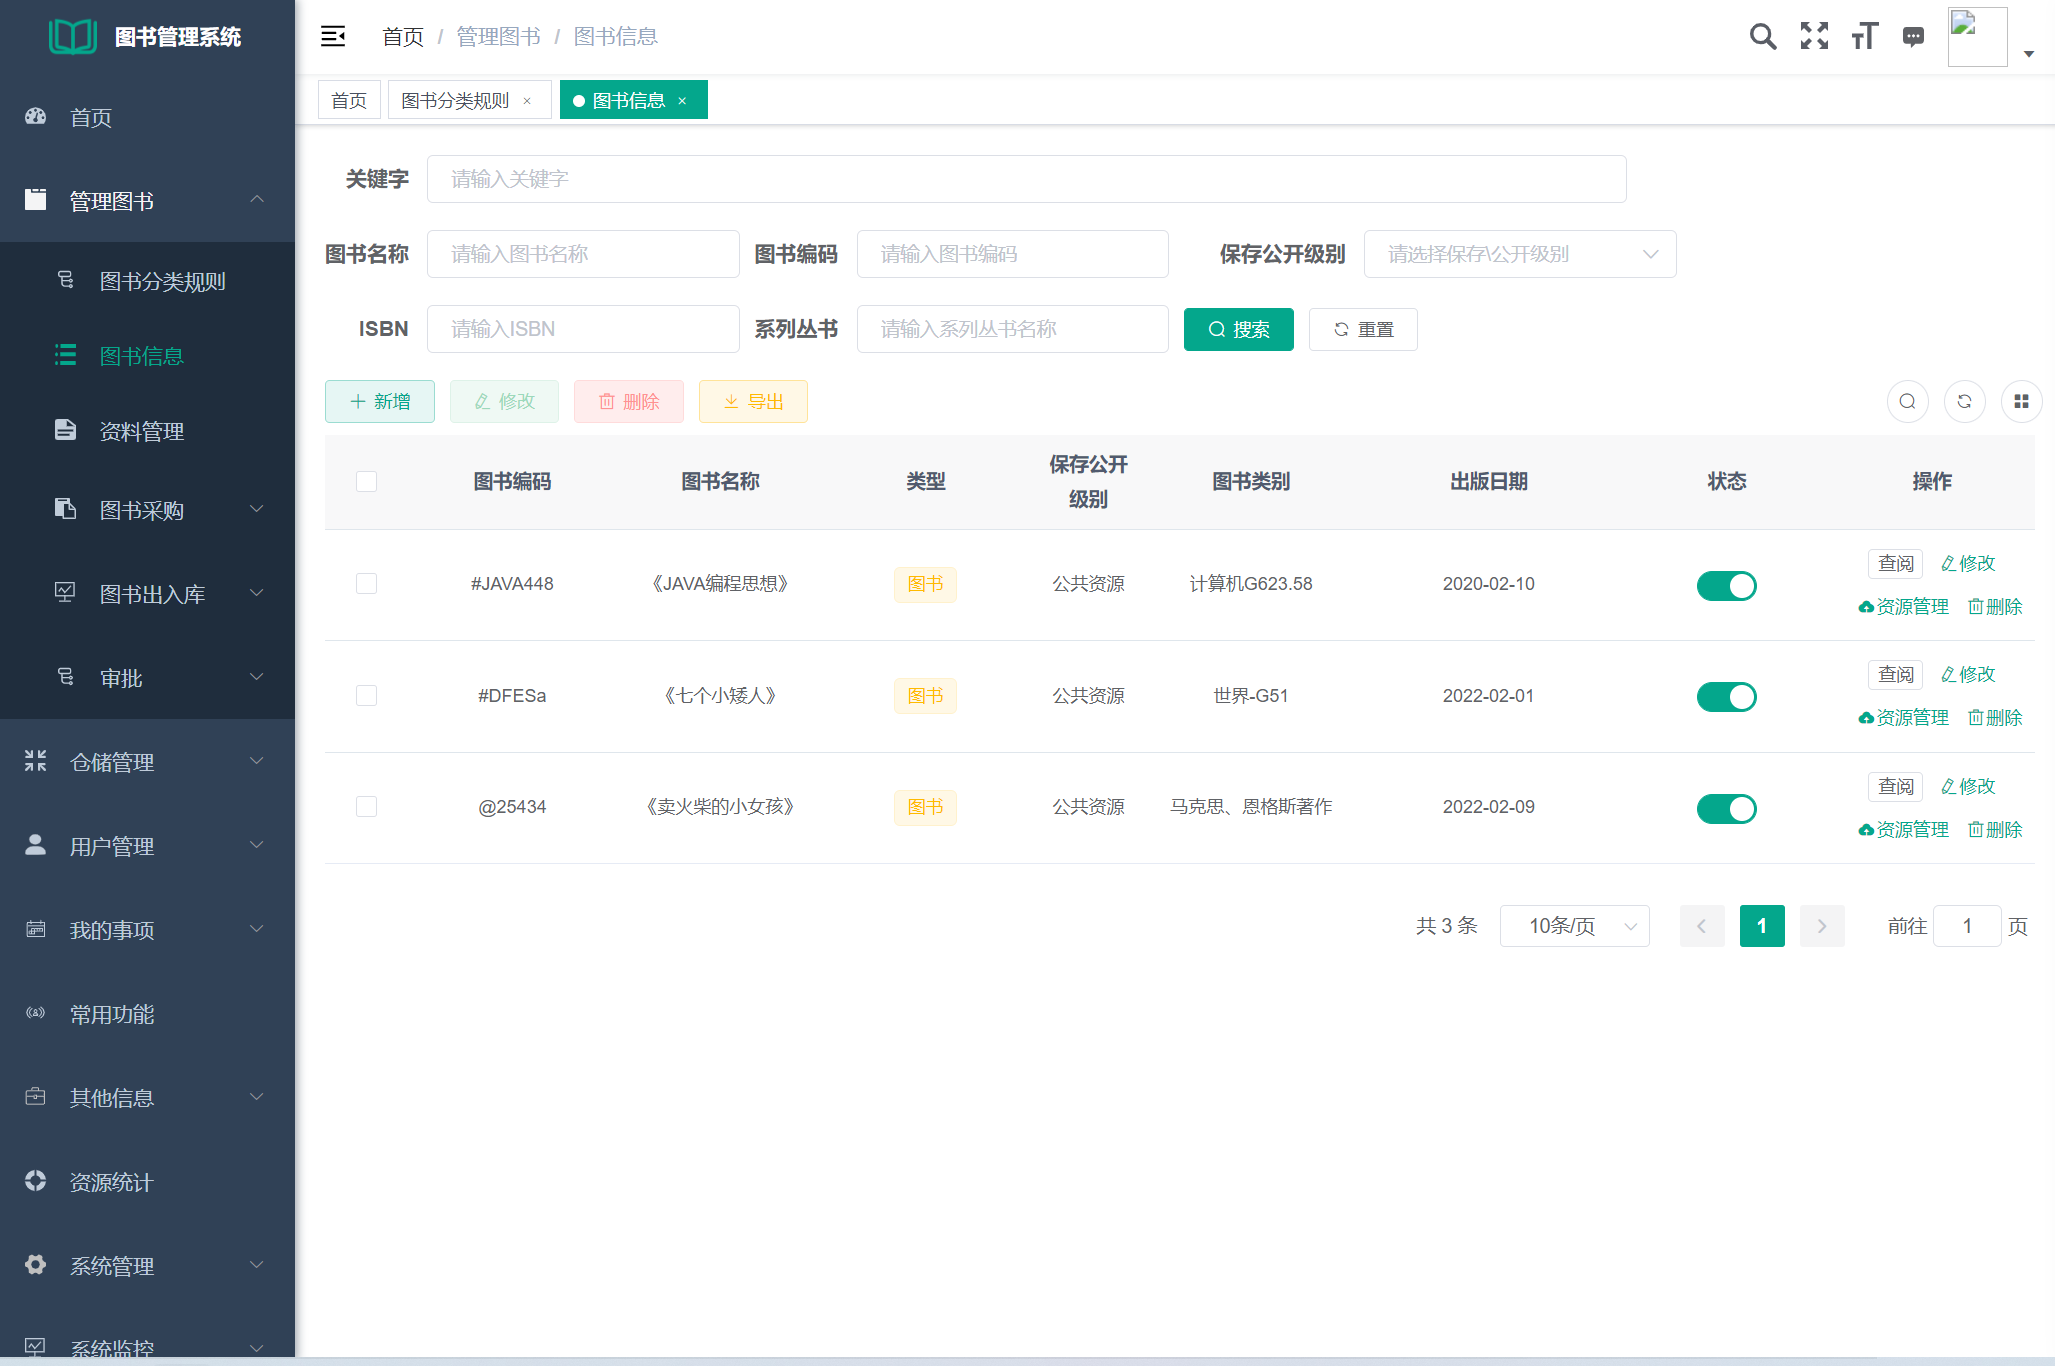 图书管理系统
首页
管理图书
图书分类规则
图书信息
资料管理
图书采购
图书出入库
审批
仓储管理
用户管理
我的事项
常用功能
其他信息
资源统计
系统管理
系统监控
首页 / 管理图书 / 图书信息
首页 图书分类规则 × 图书信息 ×
关键字 请输入关键字
图书名称 请输入图书名称 图书编码 请输入图书编码 保存公开级别 请选择保存\公开级别
ISBN 请输入ISBN 系列丛书 请输入系列丛书名称 搜索 重置
新增 修改 删除 导出
图书编码 图书名称 类型 保存公开级别 图书类别 出版日期 状态 操作
#JAVA448 《JAVA编程思想》 图书 公共资源 计算机G623.58 2020-02-10 查阅 修改
资源管理 删除
#DFESa 《七个小矮人》 图书 公共资源 世界-G51 2022-02-01 查阅 修改
资源管理 删除
@25434 《卖火柴的小女孩》 图书 公共资源 马克思、恩格斯著作 2022-02-09 查阅 修改
资源管理 删除
共 3 条 10条/页 1 前往 1 页